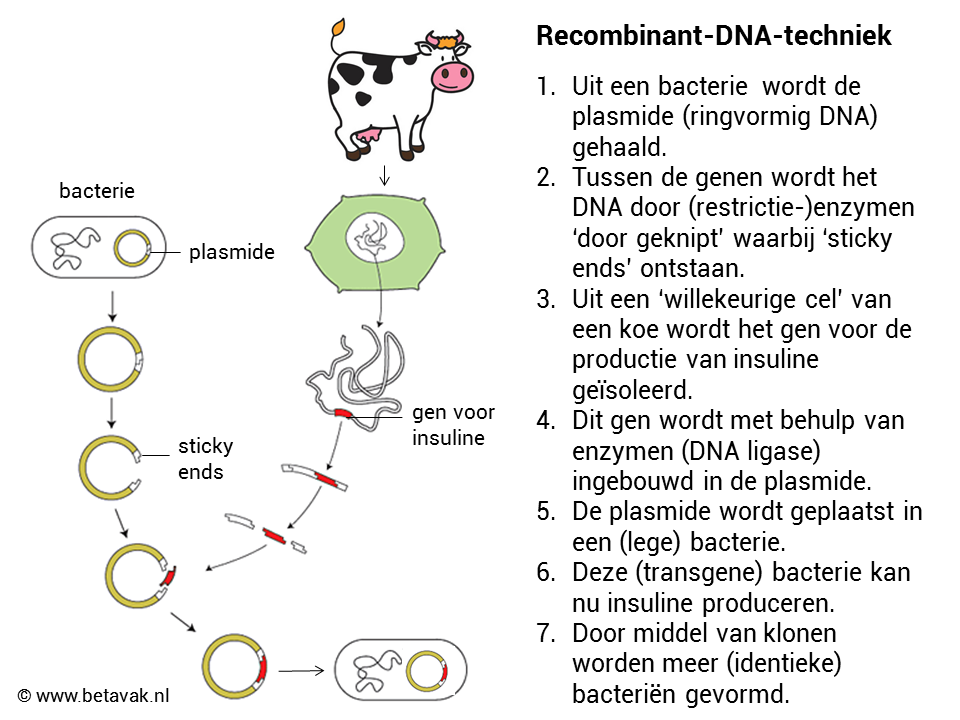 Recombinant-DNA-techniek
1. Uit een bacterie wordt de
plasmide (ringvormig DNA)
gehaald.
2. Tussen de genen wordt het
DNA door (restrictie-)enzymen
‘door geknipt’ waarbij ‘sticky
ends’ ontstaan.
3. Uit een ‘willekeurige cel’ van
een koe wordt het gen voor de
productie van insuline
geïsoleerd.
4. Dit gen wordt met behulp van
enzymen (DNA ligase)
ingebouwd in de plasmide.
5. De plasmide wordt geplaatst in
een (lege) bacterie.
6. Deze (transgene) bacterie kan
nu insuline produceren.
7. Door middel van klonen
worden meer (identieke)
bacteriën gevormd.
bacterie
plasmide
gen voor
insuline
sticky
ends
© www.betavak.nl